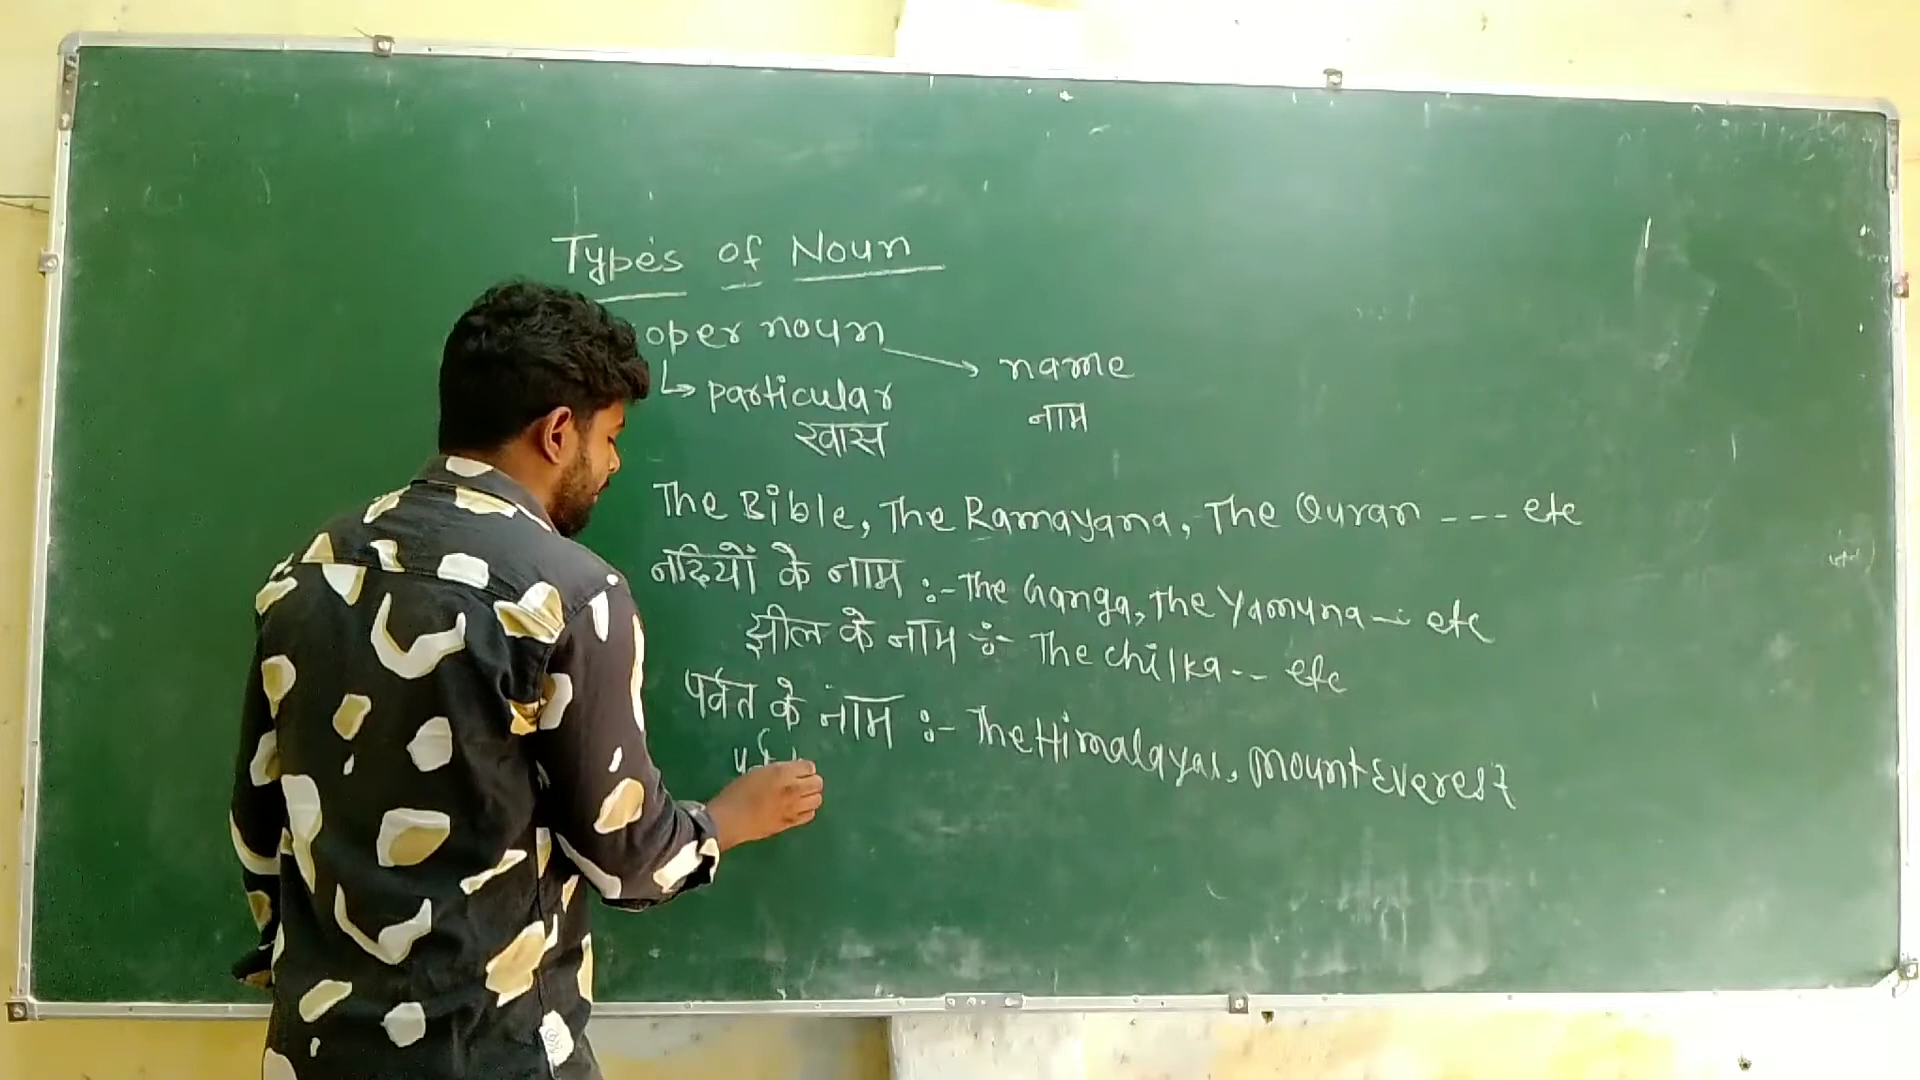 Types of Noun
oper noun → name
↳ particular नाम
खास
The Bible, The Ramayana, The Quran --- etc
नदियों के नाम :- The Ganga, The Yamuna -- etc
झील के नाम :- The Chilka -- etc
पर्वत के नाम :- The Himalayas, Mount Everest